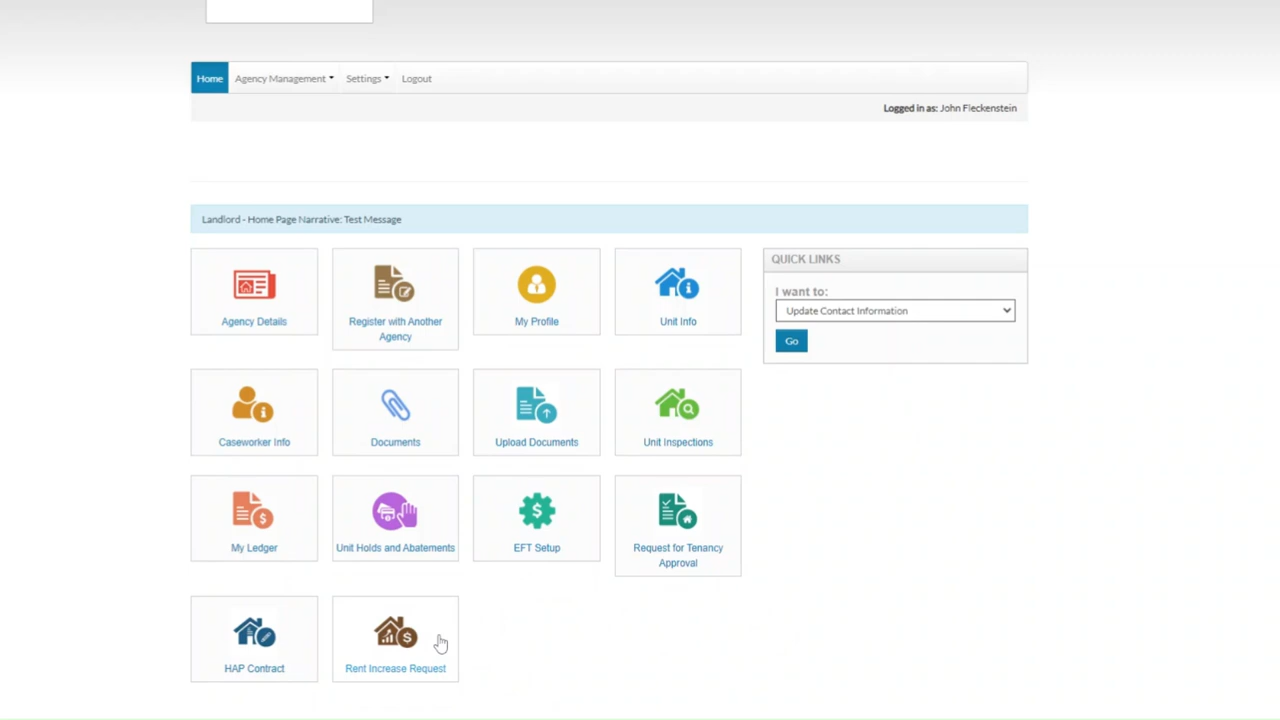 Home Agency Management Settings Logout
Logged in as: John Fleckenstein
Landlord - Home Page Narrative: Test Message
Agency Details
Register with Another
Agency
My Profile
Unit Info
QUICK LINKS
I want to:
Update Contact Information
Go
Caseworker Info
Documents
Upload Documents
Unit Inspections
My Ledger
Unit Holds and Abatements
EFT Setup
Request for Tenancy
Approval
HAP Contract
Rent Increase Request